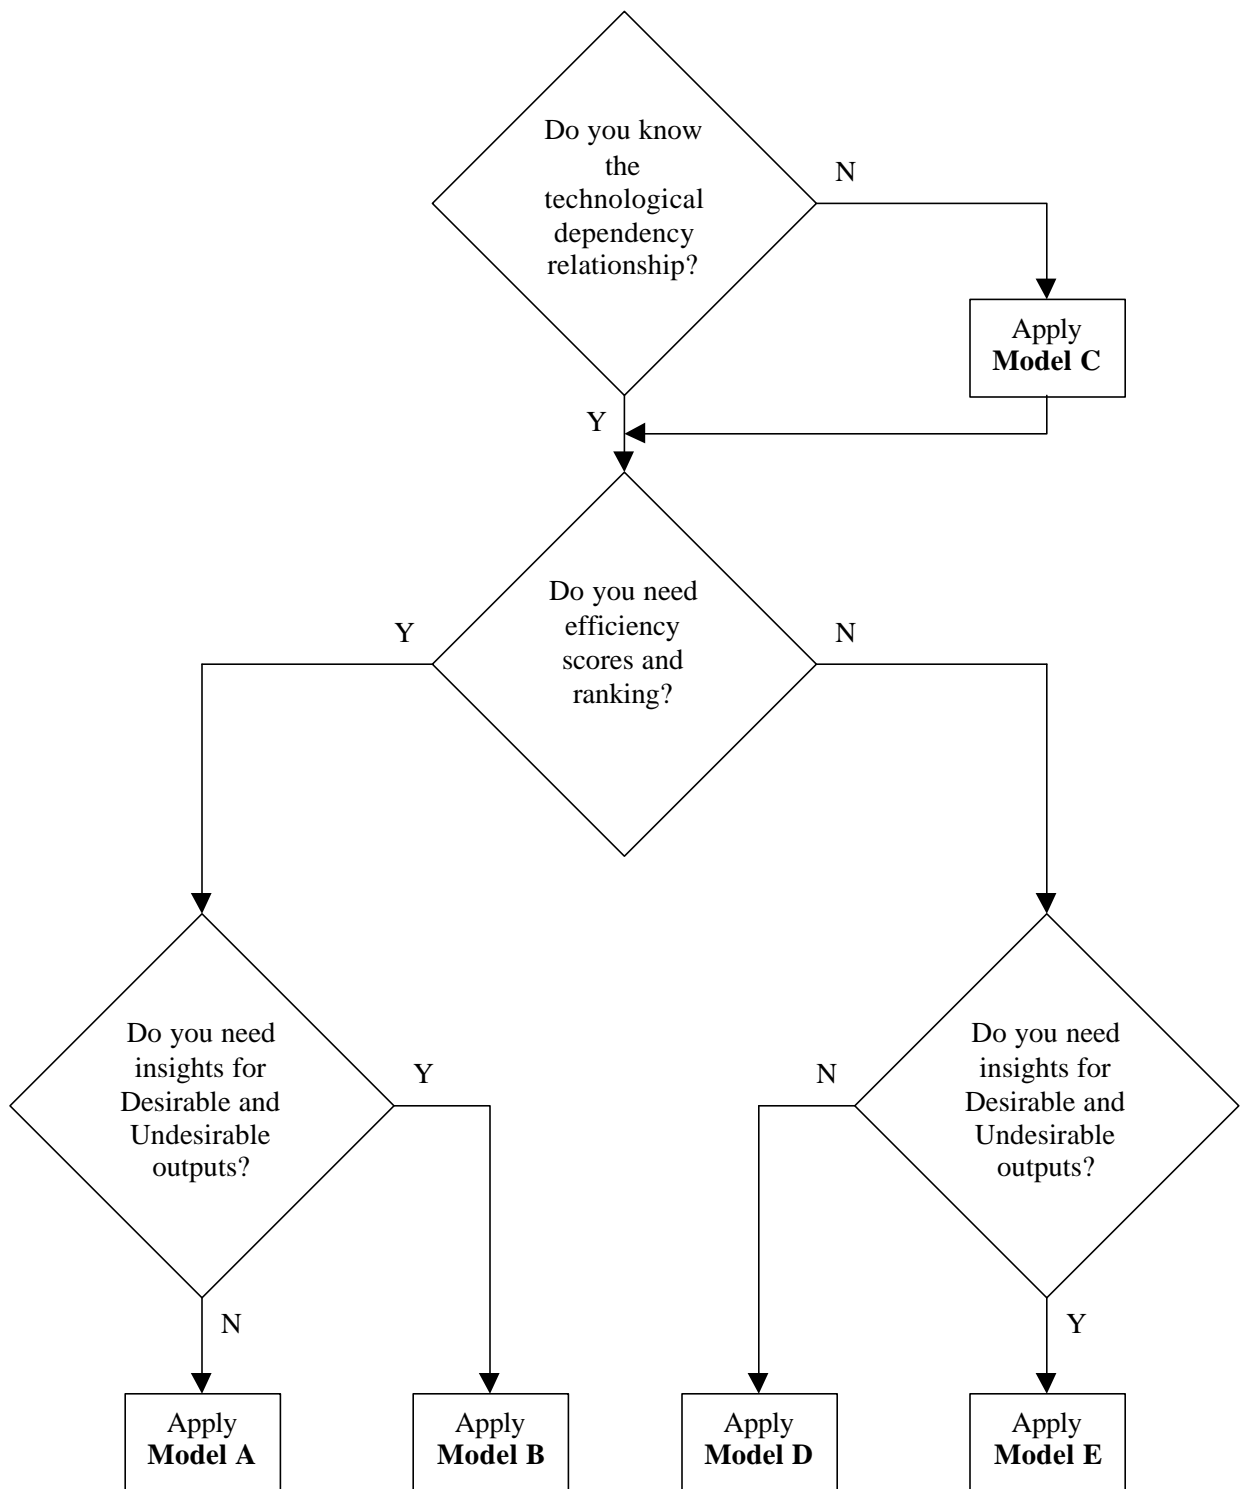 Do you know
the
technological
dependency
relationship?
N
Apply
Model C
Y
Do you need
efficiency
scores and
ranking?
Y
N
Do you need
insights for
Desirable and
Undesirable
outputs?
Y
N
Do you need
insights for
Desirable and
Undesirable
outputs?
N
Y
Apply
Model A
Apply
Model B
Apply
Model D
Apply
Model E